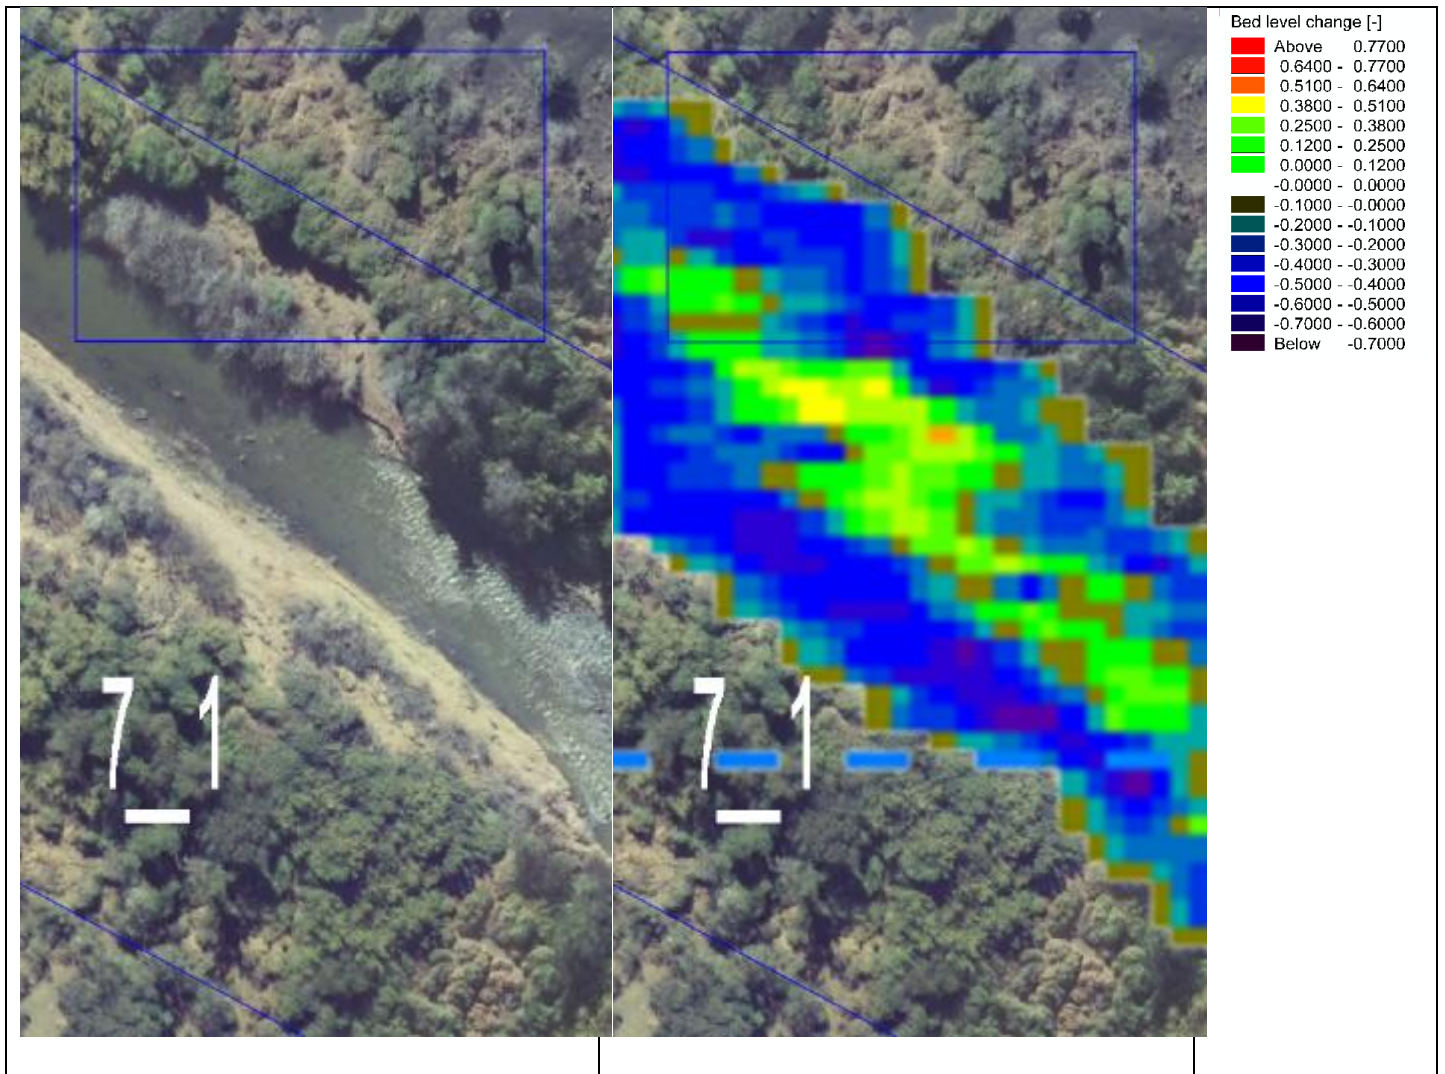 Bed level change [-]
Above 0.7700
0.6400 - 0.7700
0.5100 - 0.6400
0.3800 - 0.5100
0.2500 - 0.3800
0.1200 - 0.2500
0.0000 - 0.1200
-0.0000 - 0.0000
-0.1000 - -0.0000
-0.2000 - -0.1000
-0.3000 - -0.2000
-0.4000 - -0.3000
-0.5000 - -0.4000
-0.6000 - -0.5000
-0.7000 - -0.6000
Below -0.7000
7_1
7_1